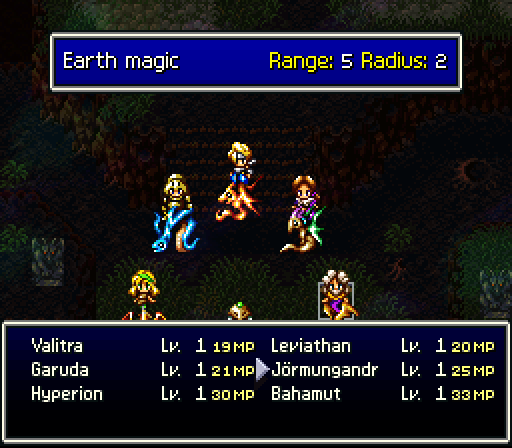 Earth magic Range: 5 Radius: 2
Valitra Lv. 1 19MP Leviathan Lv. 1 20MP
Garuda Lv. 1 21MP Jörmungandr Lv. 1 25MP
Hyperion Lv. 1 30MP Bahamut Lv. 1 33MP